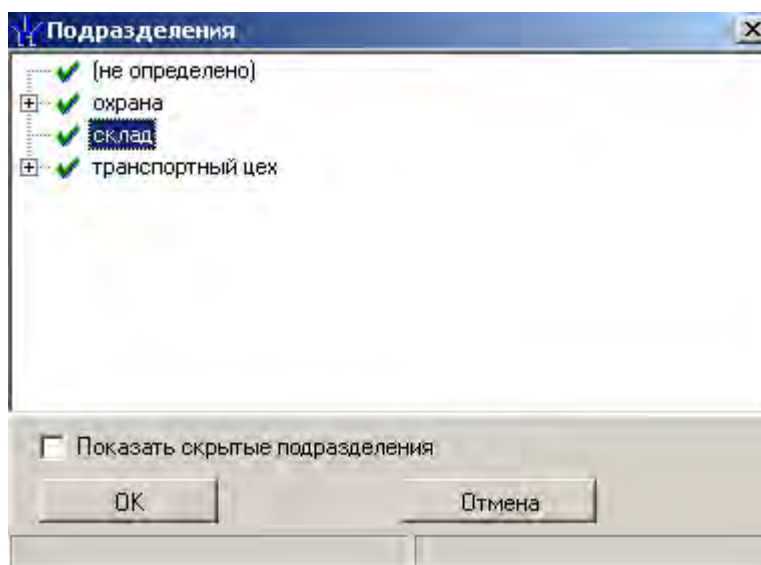 Подразделения
(не определено)
охрана
склад
транспортный цех
Показать скрытые подразделения
OK
Отмена